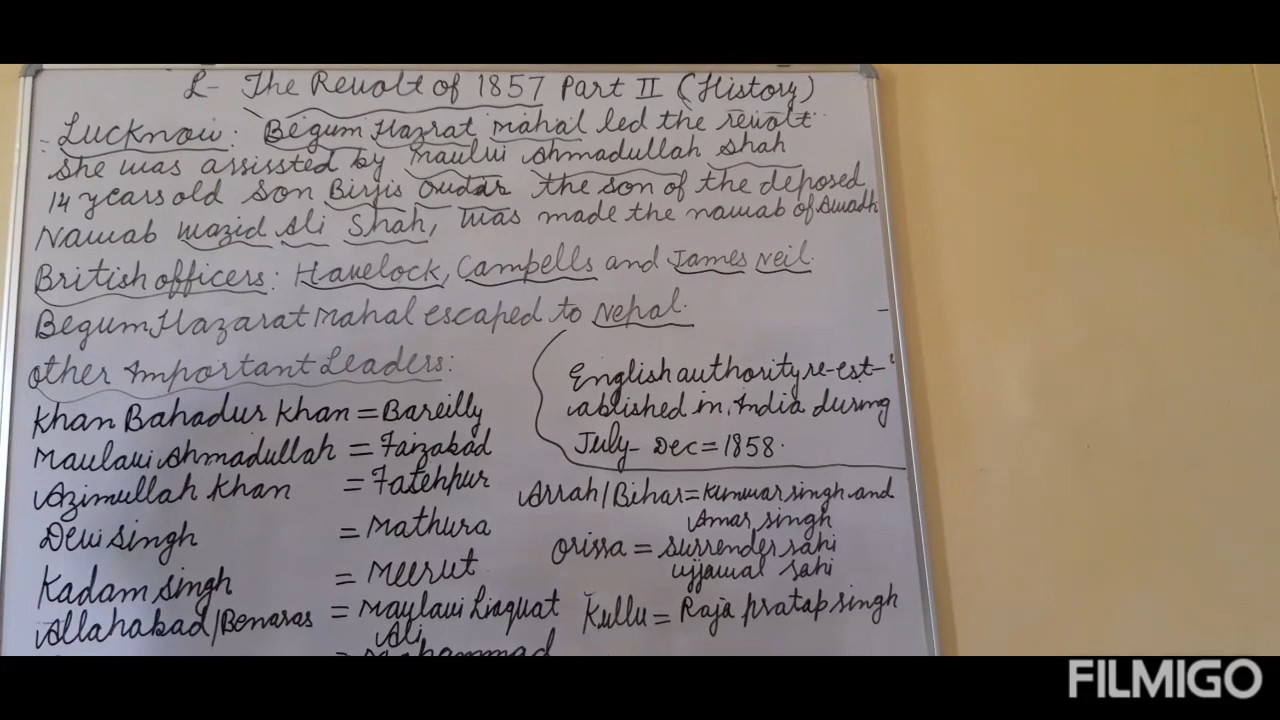 L- The Revolt of 1857 Part II (History)
Lucknow: Begum Hazrat Mahal led the revolt
She was assissted by Maulvi Ahmadullah Shah
14 years old son Birjis Qudar the son of the deposed
Nawab Wazid Ali Shah, was made the nawab of Awadh
British officers: Havelock, Campells and James Neil.
Begum Hazarat Mahal escaped to Nepal.
Other Important Leaders:
English authority re-est-
ablished in India during
July- Dec = 1858.
Khan Bahadur Khan = Bareilly
Maulavi Ahmadullah = Faizabad
Azimullah Khan = Fatehpur
Devi Singh = Mathura
Kadam Singh = Meerut
Allahabad/Benaras = Maulavi Liaquat
Ali
= Mohammad
Arrah/Bihar = Kunwar Singh and
Amar Singh
Orissa = Surrender Sahi
Ujjawal Sahi
Kullu = Raja Pratap Singh
FILMIGO